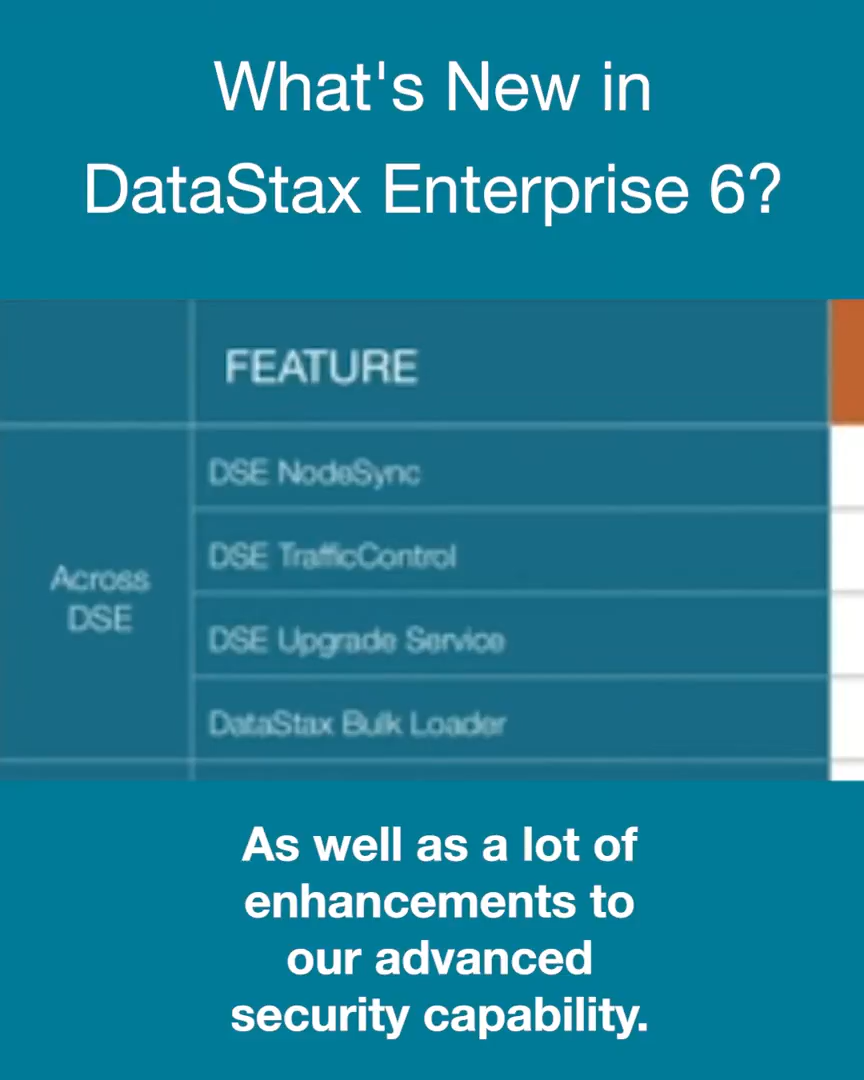 What's New in
DataStax Enterprise 6?
FEATURE
DSE NodeSync
DSE TrafficControl
Across
DSE
DSE Upgrade Service
DataStax Bulk Loader
As well as a lot of
enhancements to
our advanced
security capability.